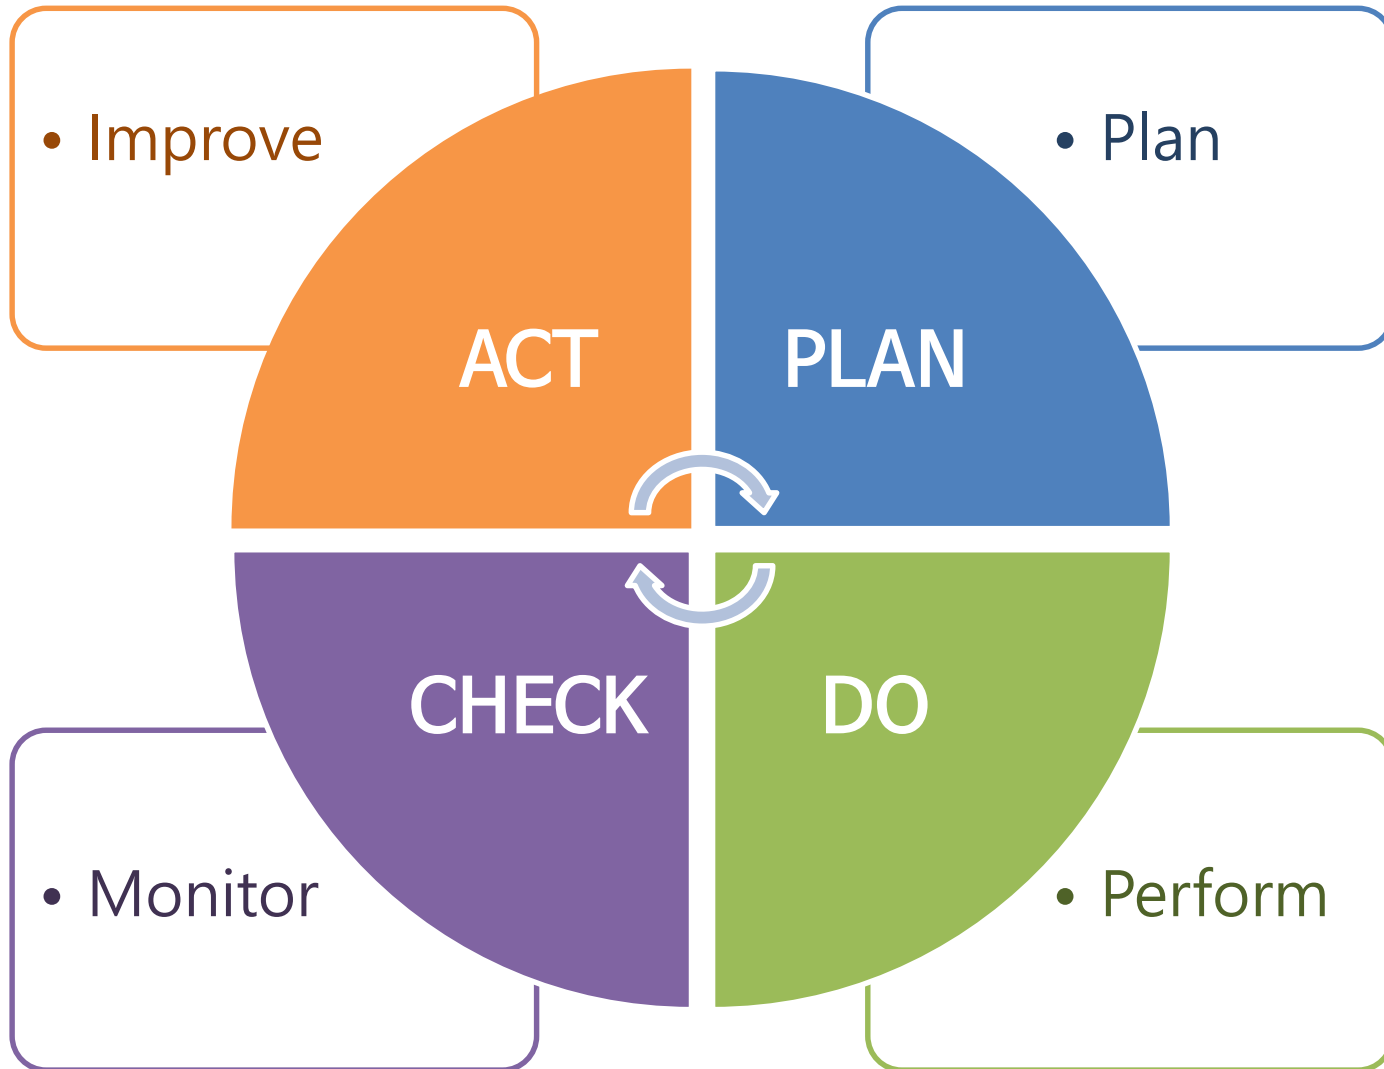 • Improve
• Plan
ACT
PLAN
CHECK
DO
• Monitor
• Perform